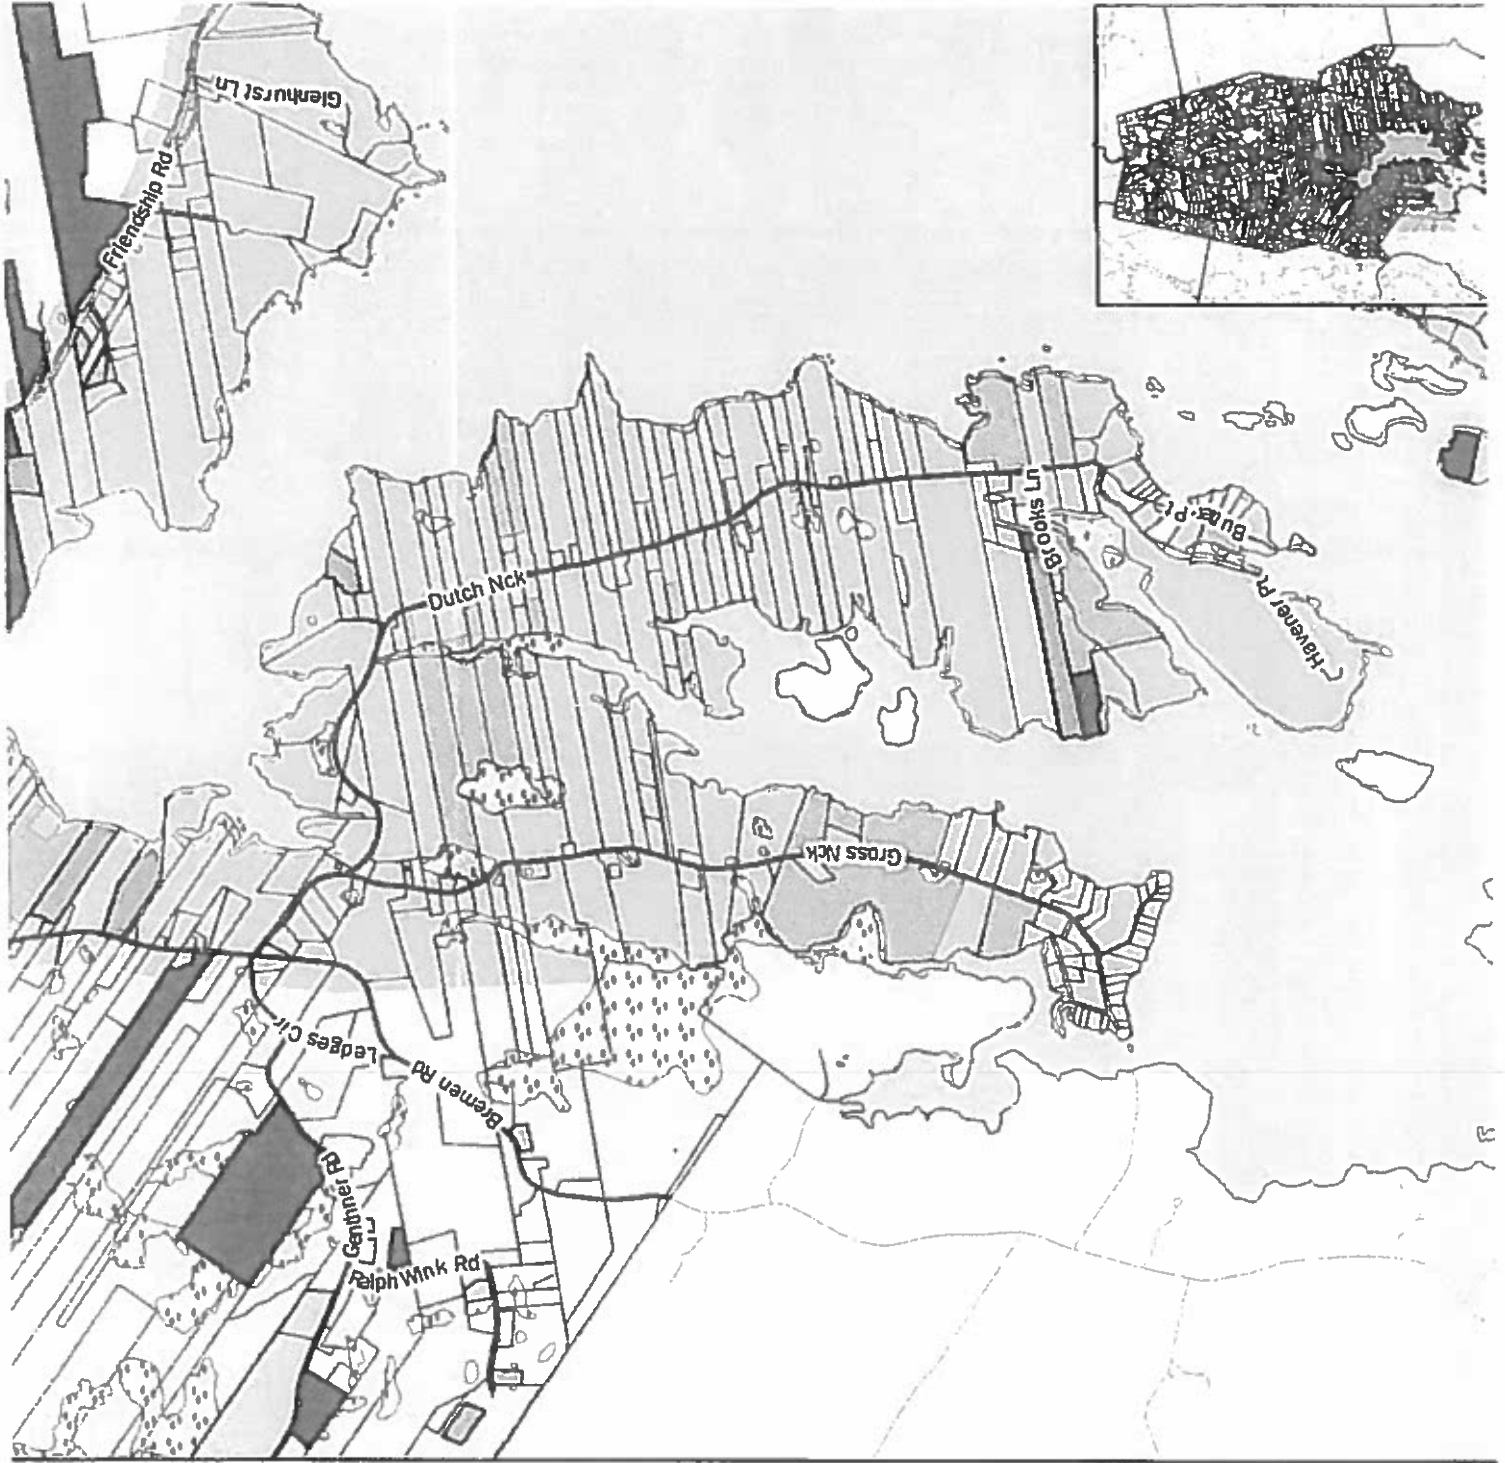 Glenhurst Ln
Friendship Rd
Dutch Nck
Brooks Ln
Butter Pt
Havener Pt
Gross Nck
Ledges Cir
Bremen Rd
Genthner Rd
Ralph Wink Rd